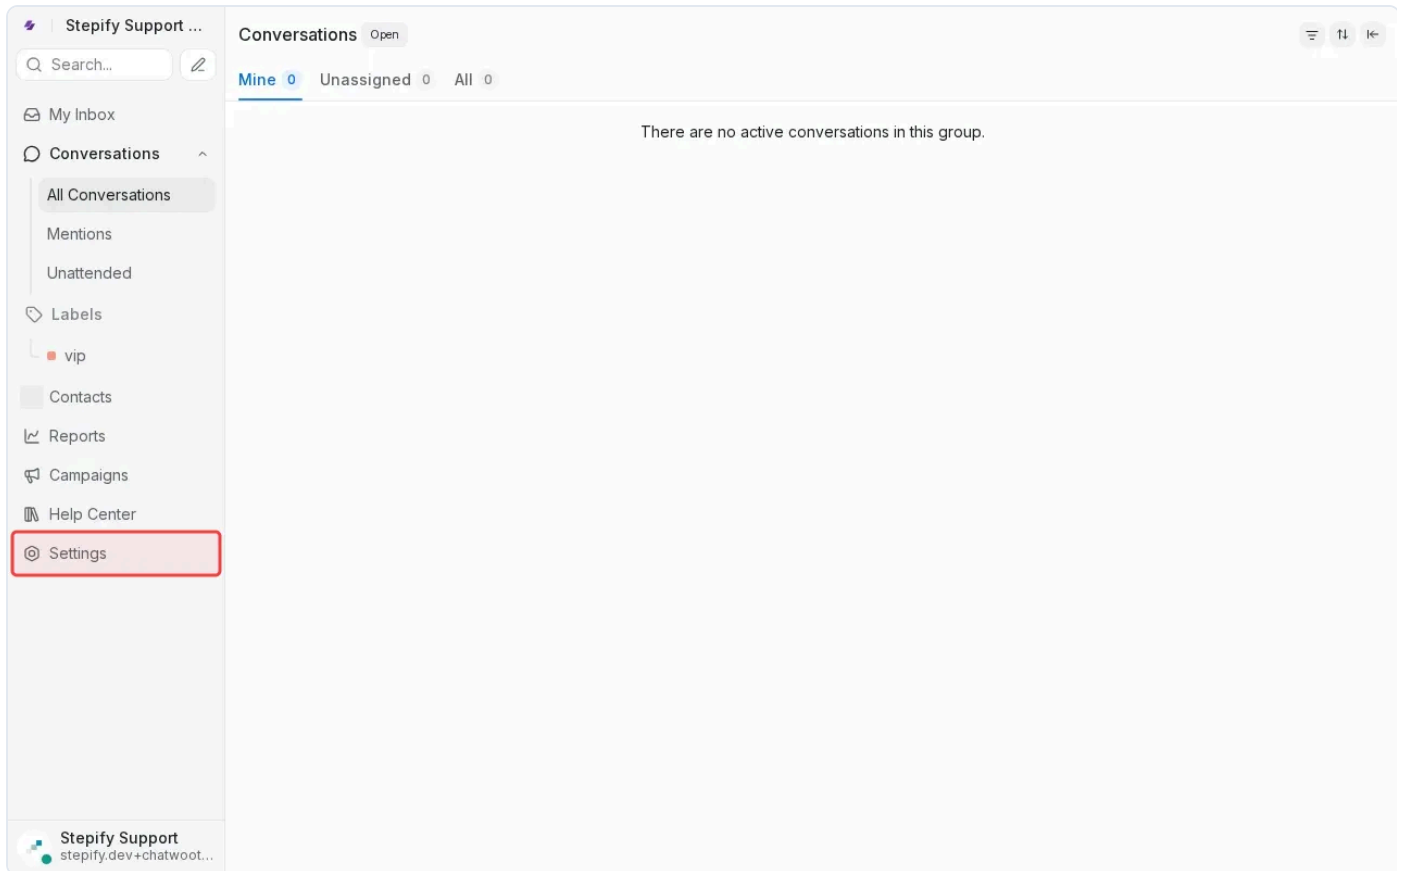 Stepify Support ...
Search...
My Inbox
Conversations
All Conversations
Mentions
Unattended
Labels
vip
Contacts
Reports
Campaigns
Help Center
Settings
Stepify Support
stepify.dev+chatwoot...
Conversations Open
Mine 0 Unassigned 0 All 0
There are no active conversations in this group.